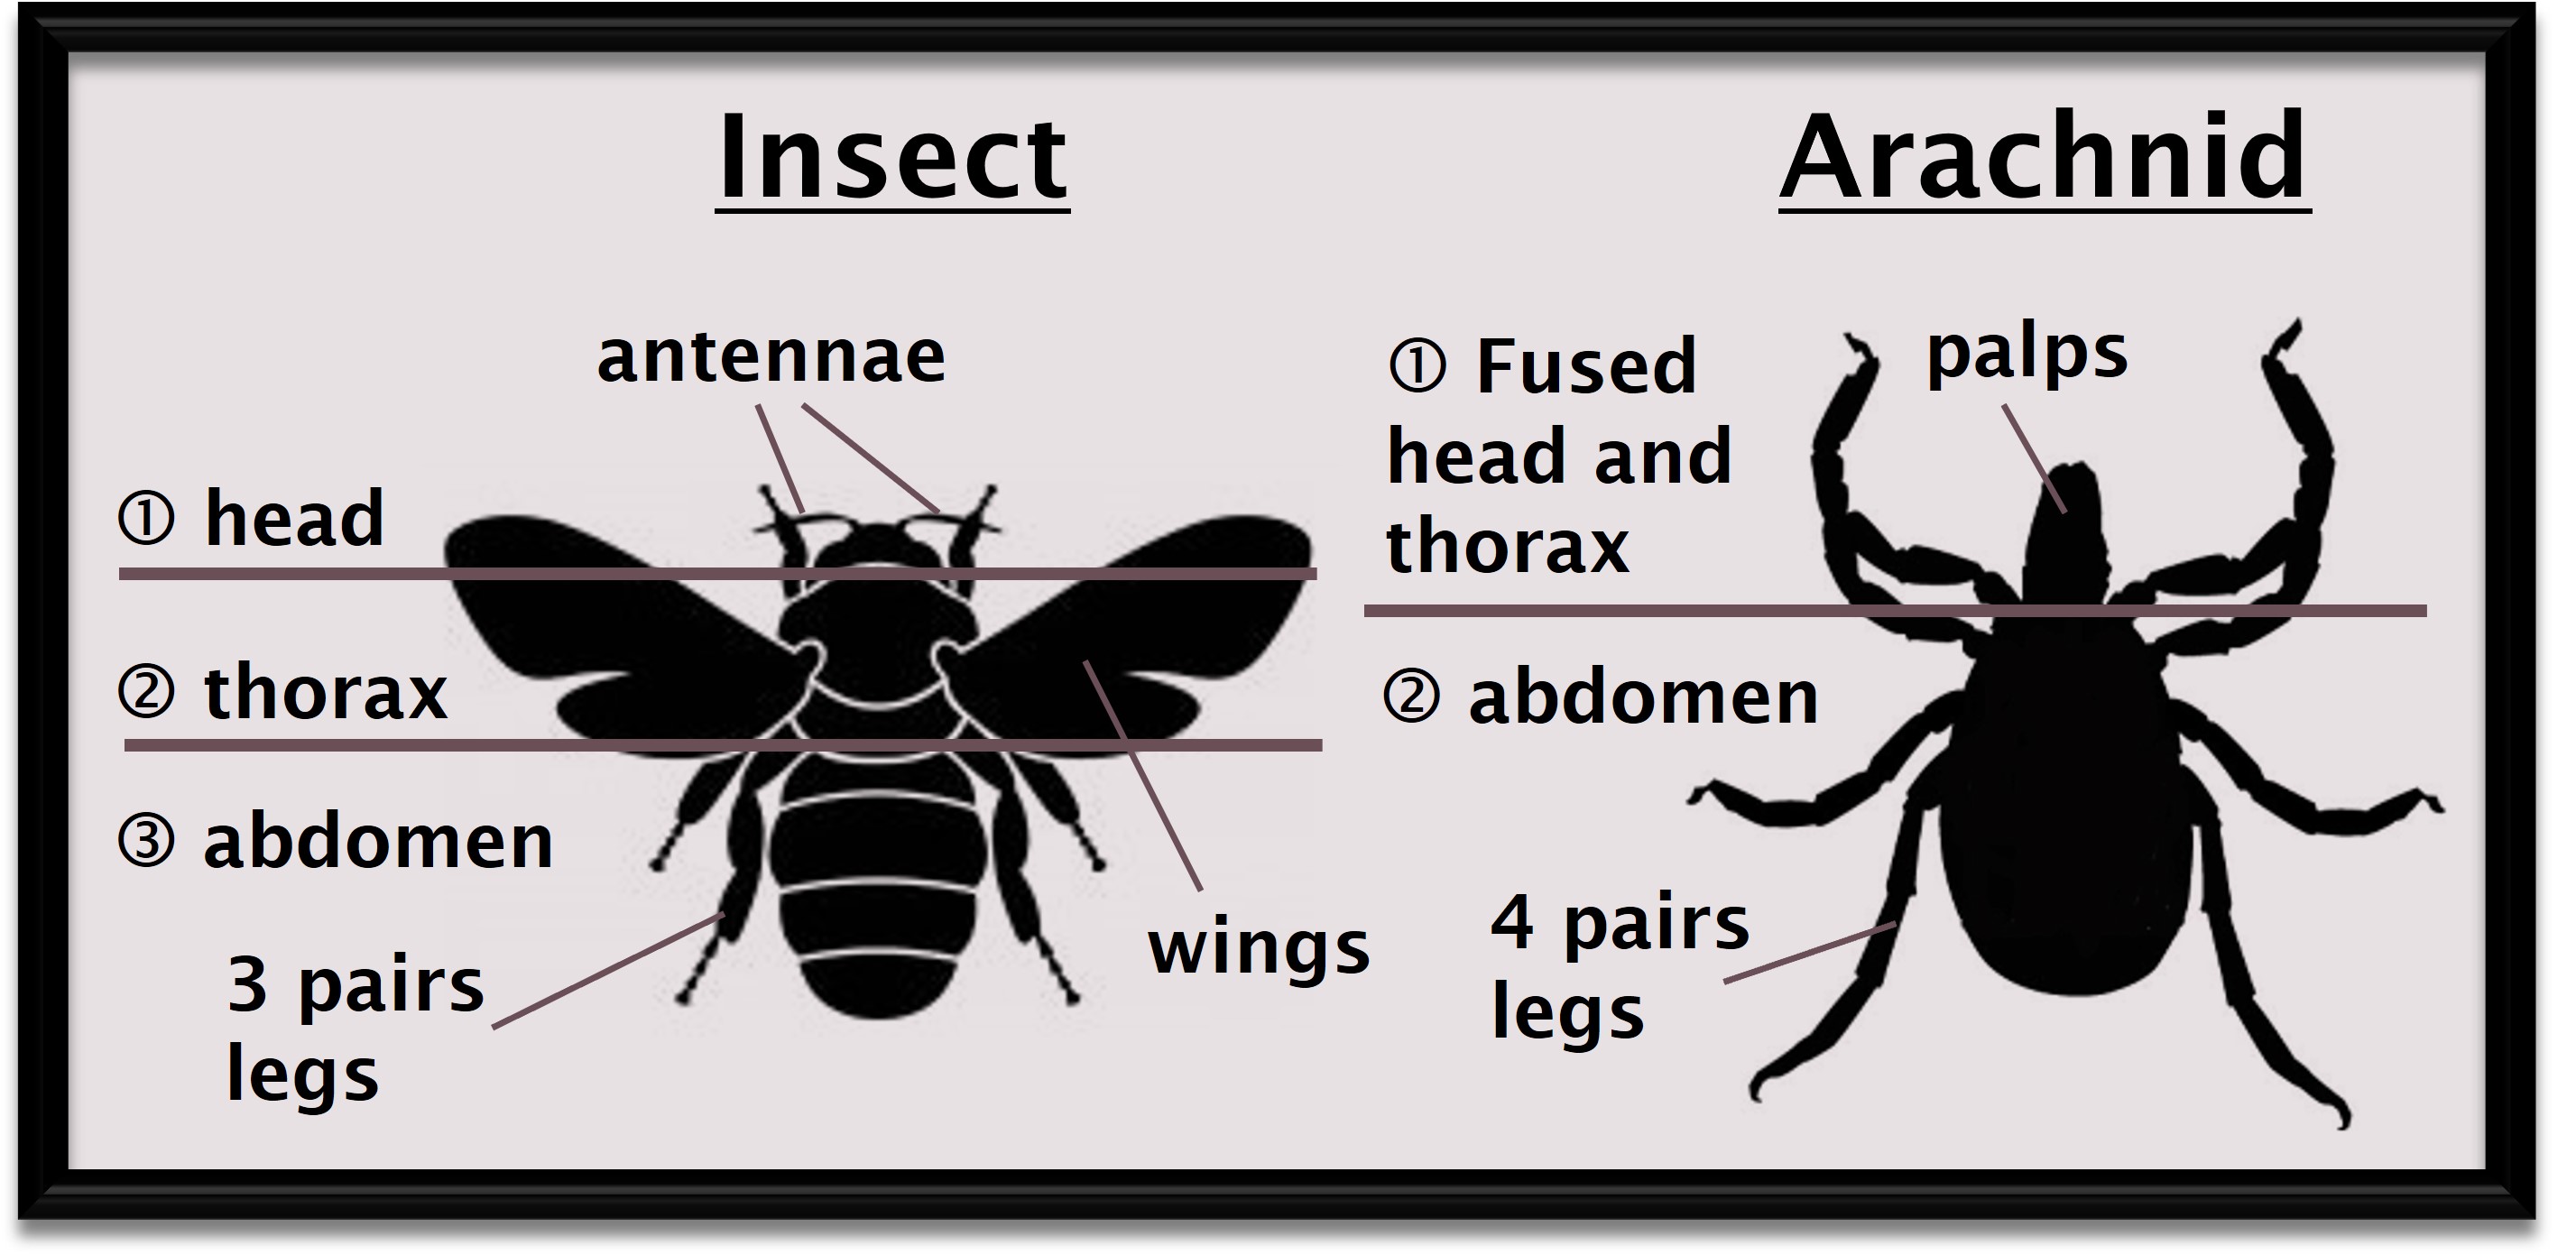 Insect
antennae
① head
② thorax
③ abdomen
3 pairs
legs
wings
Arachnid
① Fused
head and
thorax
palps
② abdomen
4 pairs
legs